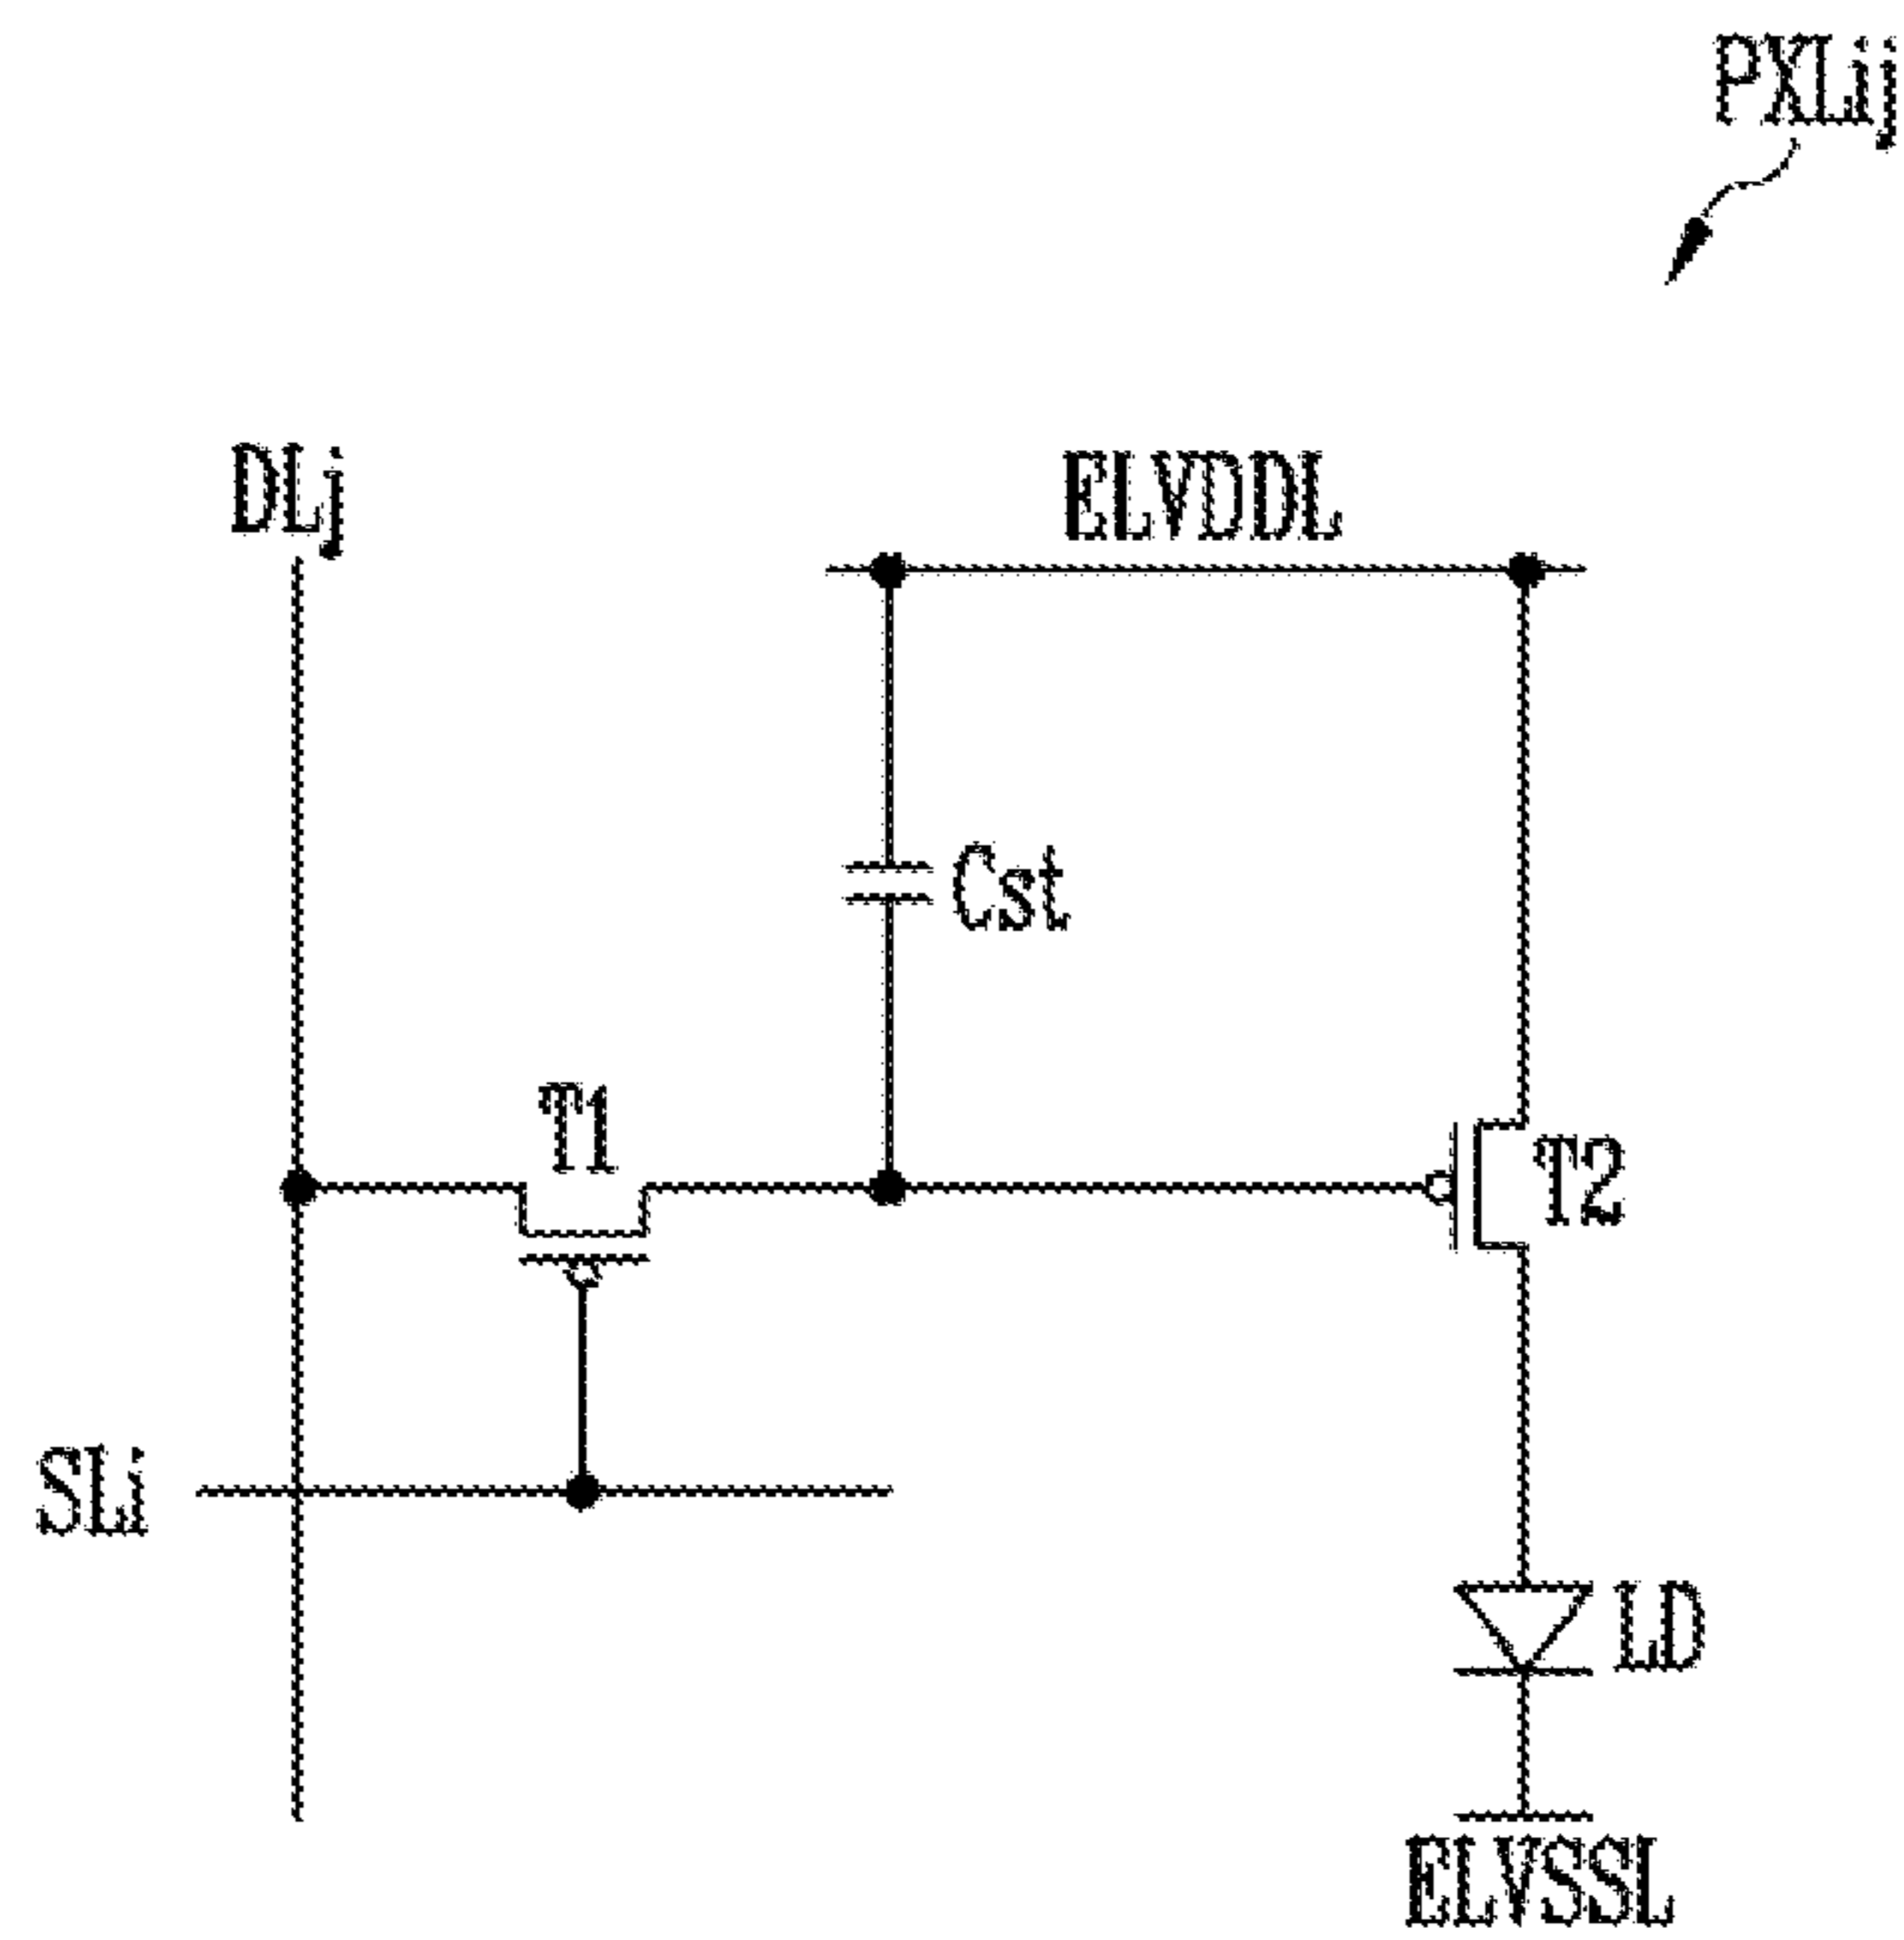 PXLij
DLj
ELVDDL
Cst
T1
T2
SLi
LD
ELVSSL